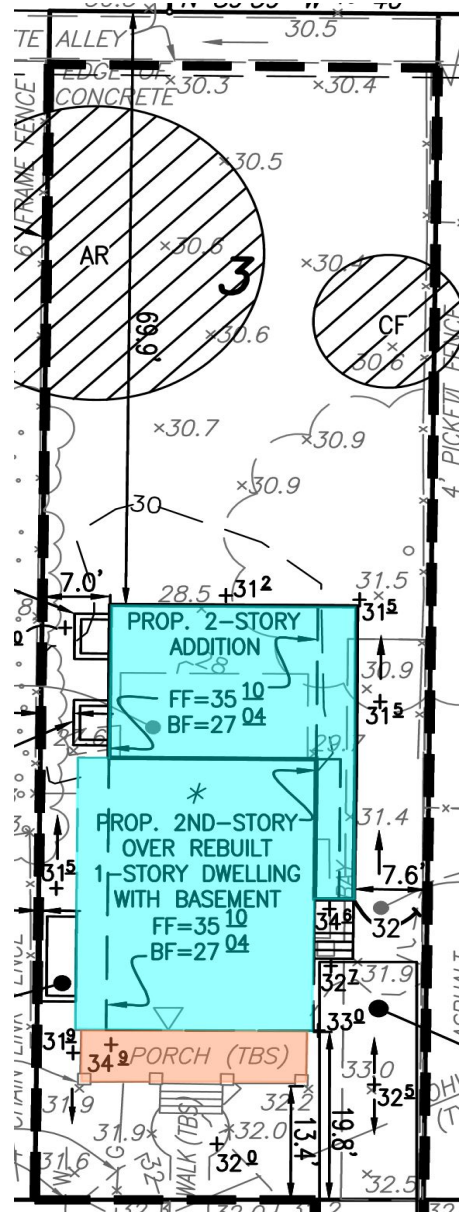 30.5
TE ALLEY
EDGE OF
CONCRETE
×30.3
×30.4
6' FRAME FENCE
×30.5
AR
×30.6
×30.4
3
CF
69.9'
×30.6
30.6
4' PICKET FENCE
×30.7
×30.9
×30.9
30
7.0'
28.5
31²
31.5
31⁵
PROP. 2-STORY
ADDITION
30.9
FF=35 10
BF=27 04
31⁵
29.7
*
PROP. 2ND-STORY
OVER REBUILT
1-STORY DWELLING
WITH BASEMENT
FF=35 10
BF=27 04
31.4
31⁵
7.6'
34⁶
32
31.9
32⁷
33⁰
31⁹
34⁹
PORCH (TBS)
33.0
32⁵
31.9
32.2
31.9
32.0
WALK (TBS)
13.4'
19.8'
31.6
G
32
32⁰
32.5